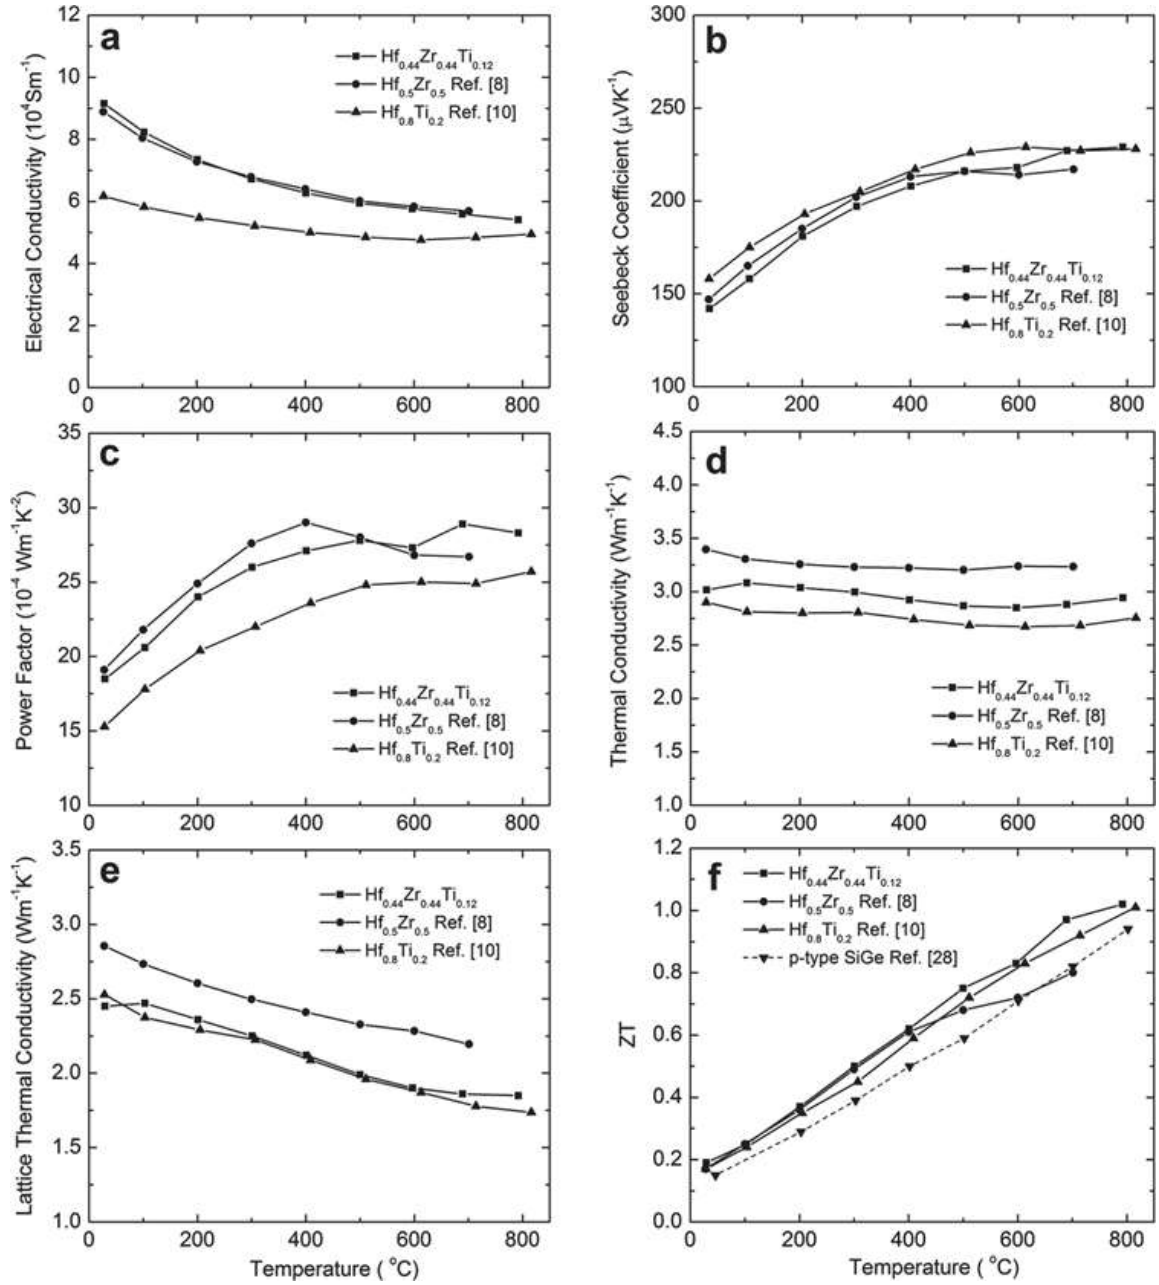 a
Electrical Conductivity (10⁴Sm⁻¹)
12
10
8
6
4
2
0
Hf₀.₄₄Zr₀.₄₄Ti₀.₁₂
Hf₀.₅Zr₀.₅ Ref. [8]
Hf₀.₈Ti₀.₂ Ref. [10]
0 200 400 600 800
b
Seebeck Coefficient (μVK⁻¹)
300
250
200
150
100
Hf₀.₄₄Zr₀.₄₄Ti₀.₁₂
Hf₀.₅Zr₀.₅ Ref. [8]
Hf₀.₈Ti₀.₂ Ref. [10]
0 200 400 600 800
c
Power Factor (10⁻⁴ Wm⁻¹K⁻²)
35
30
25
20
15
10
Hf₀.₄₄Zr₀.₄₄Ti₀.₁₂
Hf₀.₅Zr₀.₅ Ref. [8]
Hf₀.₈Ti₀.₂ Ref. [10]
0 200 400 600 800
d
Thermal Conductivity (Wm⁻¹K⁻¹)
4.5
4.0
3.5
3.0
2.5
2.0
1.5
1.0
Hf₀.₄₄Zr₀.₄₄Ti₀.₁₂
Hf₀.₅Zr₀.₅ Ref. [8]
Hf₀.₈Ti₀.₂ Ref. [10]
0 200 400 600 800
e
Lattice Thermal Conductivity (Wm⁻¹K⁻¹)
3.5
3.0
2.5
2.0
1.5
1.0
Hf₀.₄₄Zr₀.₄₄Ti₀.₁₂
Hf₀.₅Zr₀.₅ Ref. [8]
Hf₀.₈Ti₀.₂ Ref. [10]
0 200 400 600 800
Temperature ( °C)
f
ZT
1.2
1.0
0.8
0.6
0.4
0.2
0.0
Hf₀.₄₄Zr₀.₄₄Ti₀.₁₂
Hf₀.₅Zr₀.₅ Ref. [8]
Hf₀.₈Ti₀.₂ Ref. [10]
p-type SiGe Ref. [28]
0 200 400 600 800
Temperature ( °C)